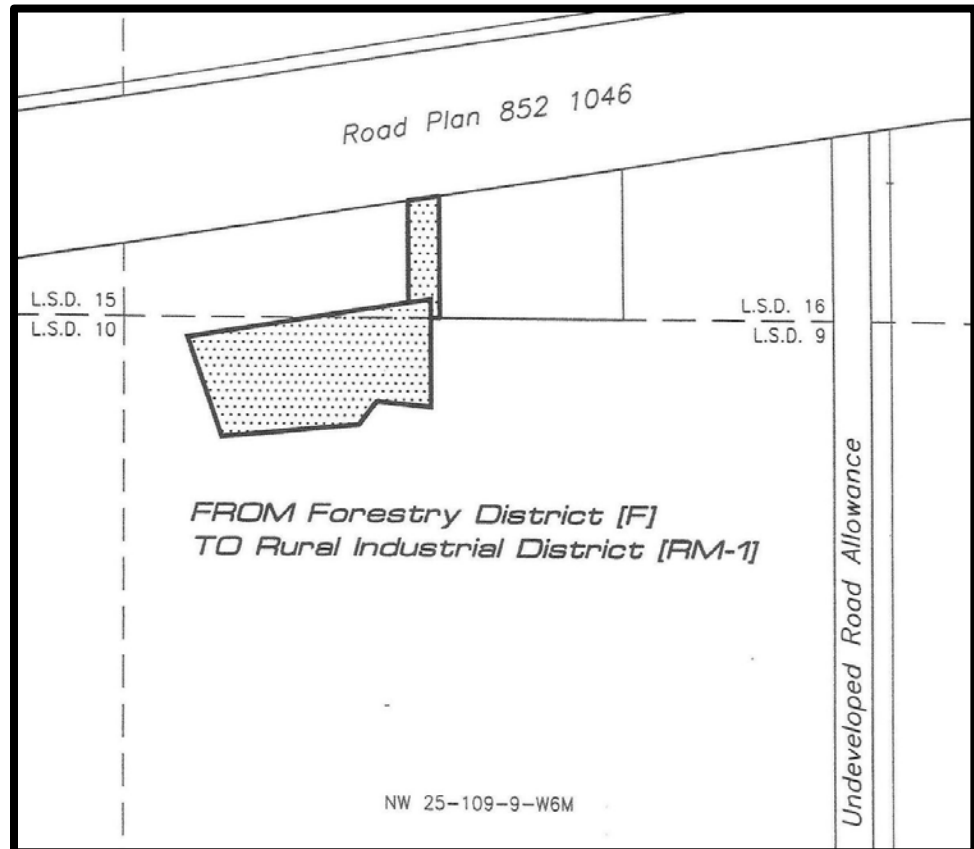 Road Plan 852 1046
L.S.D. 15
L.S.D. 10
L.S.D. 16
L.S.D. 9
FROM Forestry District [F]
TO Rural Industrial District [RM-1]
Undeveloped Road Allowance
NW 25-109-9-W6M